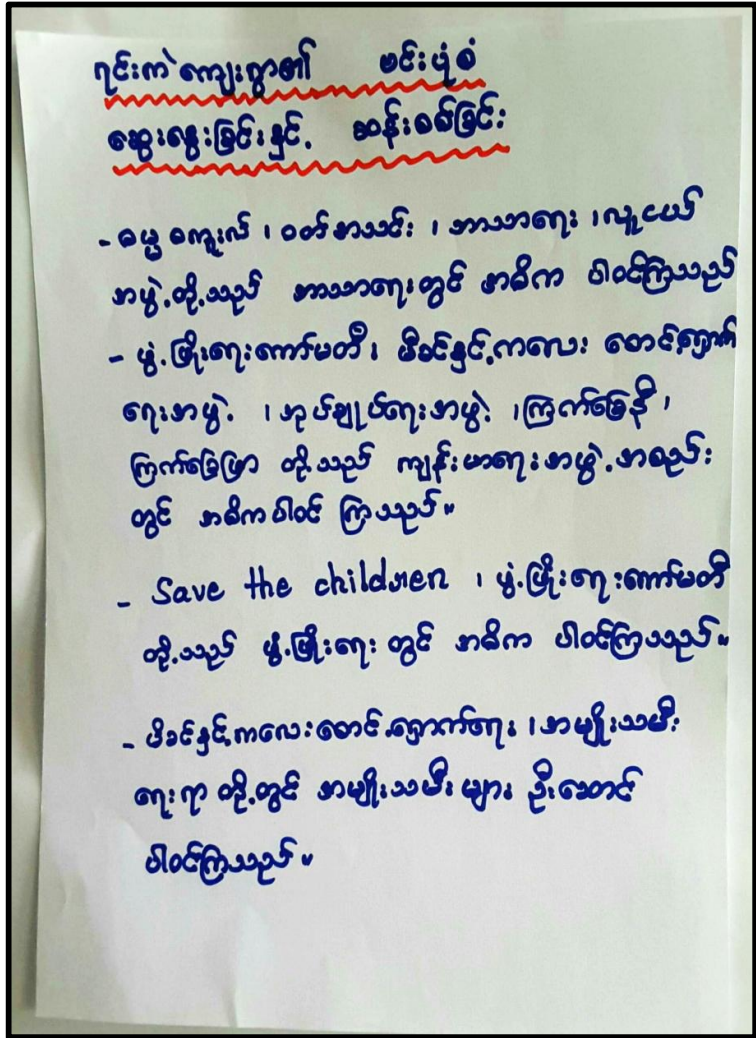 ရင်းကဲကျေးရွာ၏ ဗင်းပုံစံ
ဆွေးနွေးခြင်းနှင့် ဆန်းစစ်ခြင်း
- ဓမ္မစကူးလ် ၊ ဝတ်အသင်း ၊ ဘာသာရေး ၊ လူငယ်
အဖွဲ့တို့သည် ဘာသာရေးတွင် အဓိက ပါဝင်ကြသည်
- ဖွံ့ဖြိုးရေးကော်မတီ ၊ မိခင်နှင့်ကလေး စောင့်ရှောက်
ရေးအဖွဲ့ ၊ အုပ်ချုပ်ရေးအဖွဲ့ ၊ ကြက်ခြေနီ ၊
ကြက်ခြေဖြာ တို့သည် ကျန်းမာရေးအဖွဲ့အစည်း
တွင် အဓိကပါဝင် ကြသည်။
- Save the children ၊ ဖွံ့ဖြိုးရေးကော်မတီ
တို့သည် ဖွံ့ဖြိုးရေး တွင် အဓိက ပါဝင်ကြသည်။
- မိခင်နှင့်ကလေးစောင့်ရှောက်ရေး ၊ အမျိုးသမီး
ရေးရာ တို့တွင် အမျိုးသမီးများ ဦးဆောင်
ပါဝင်ကြသည်။